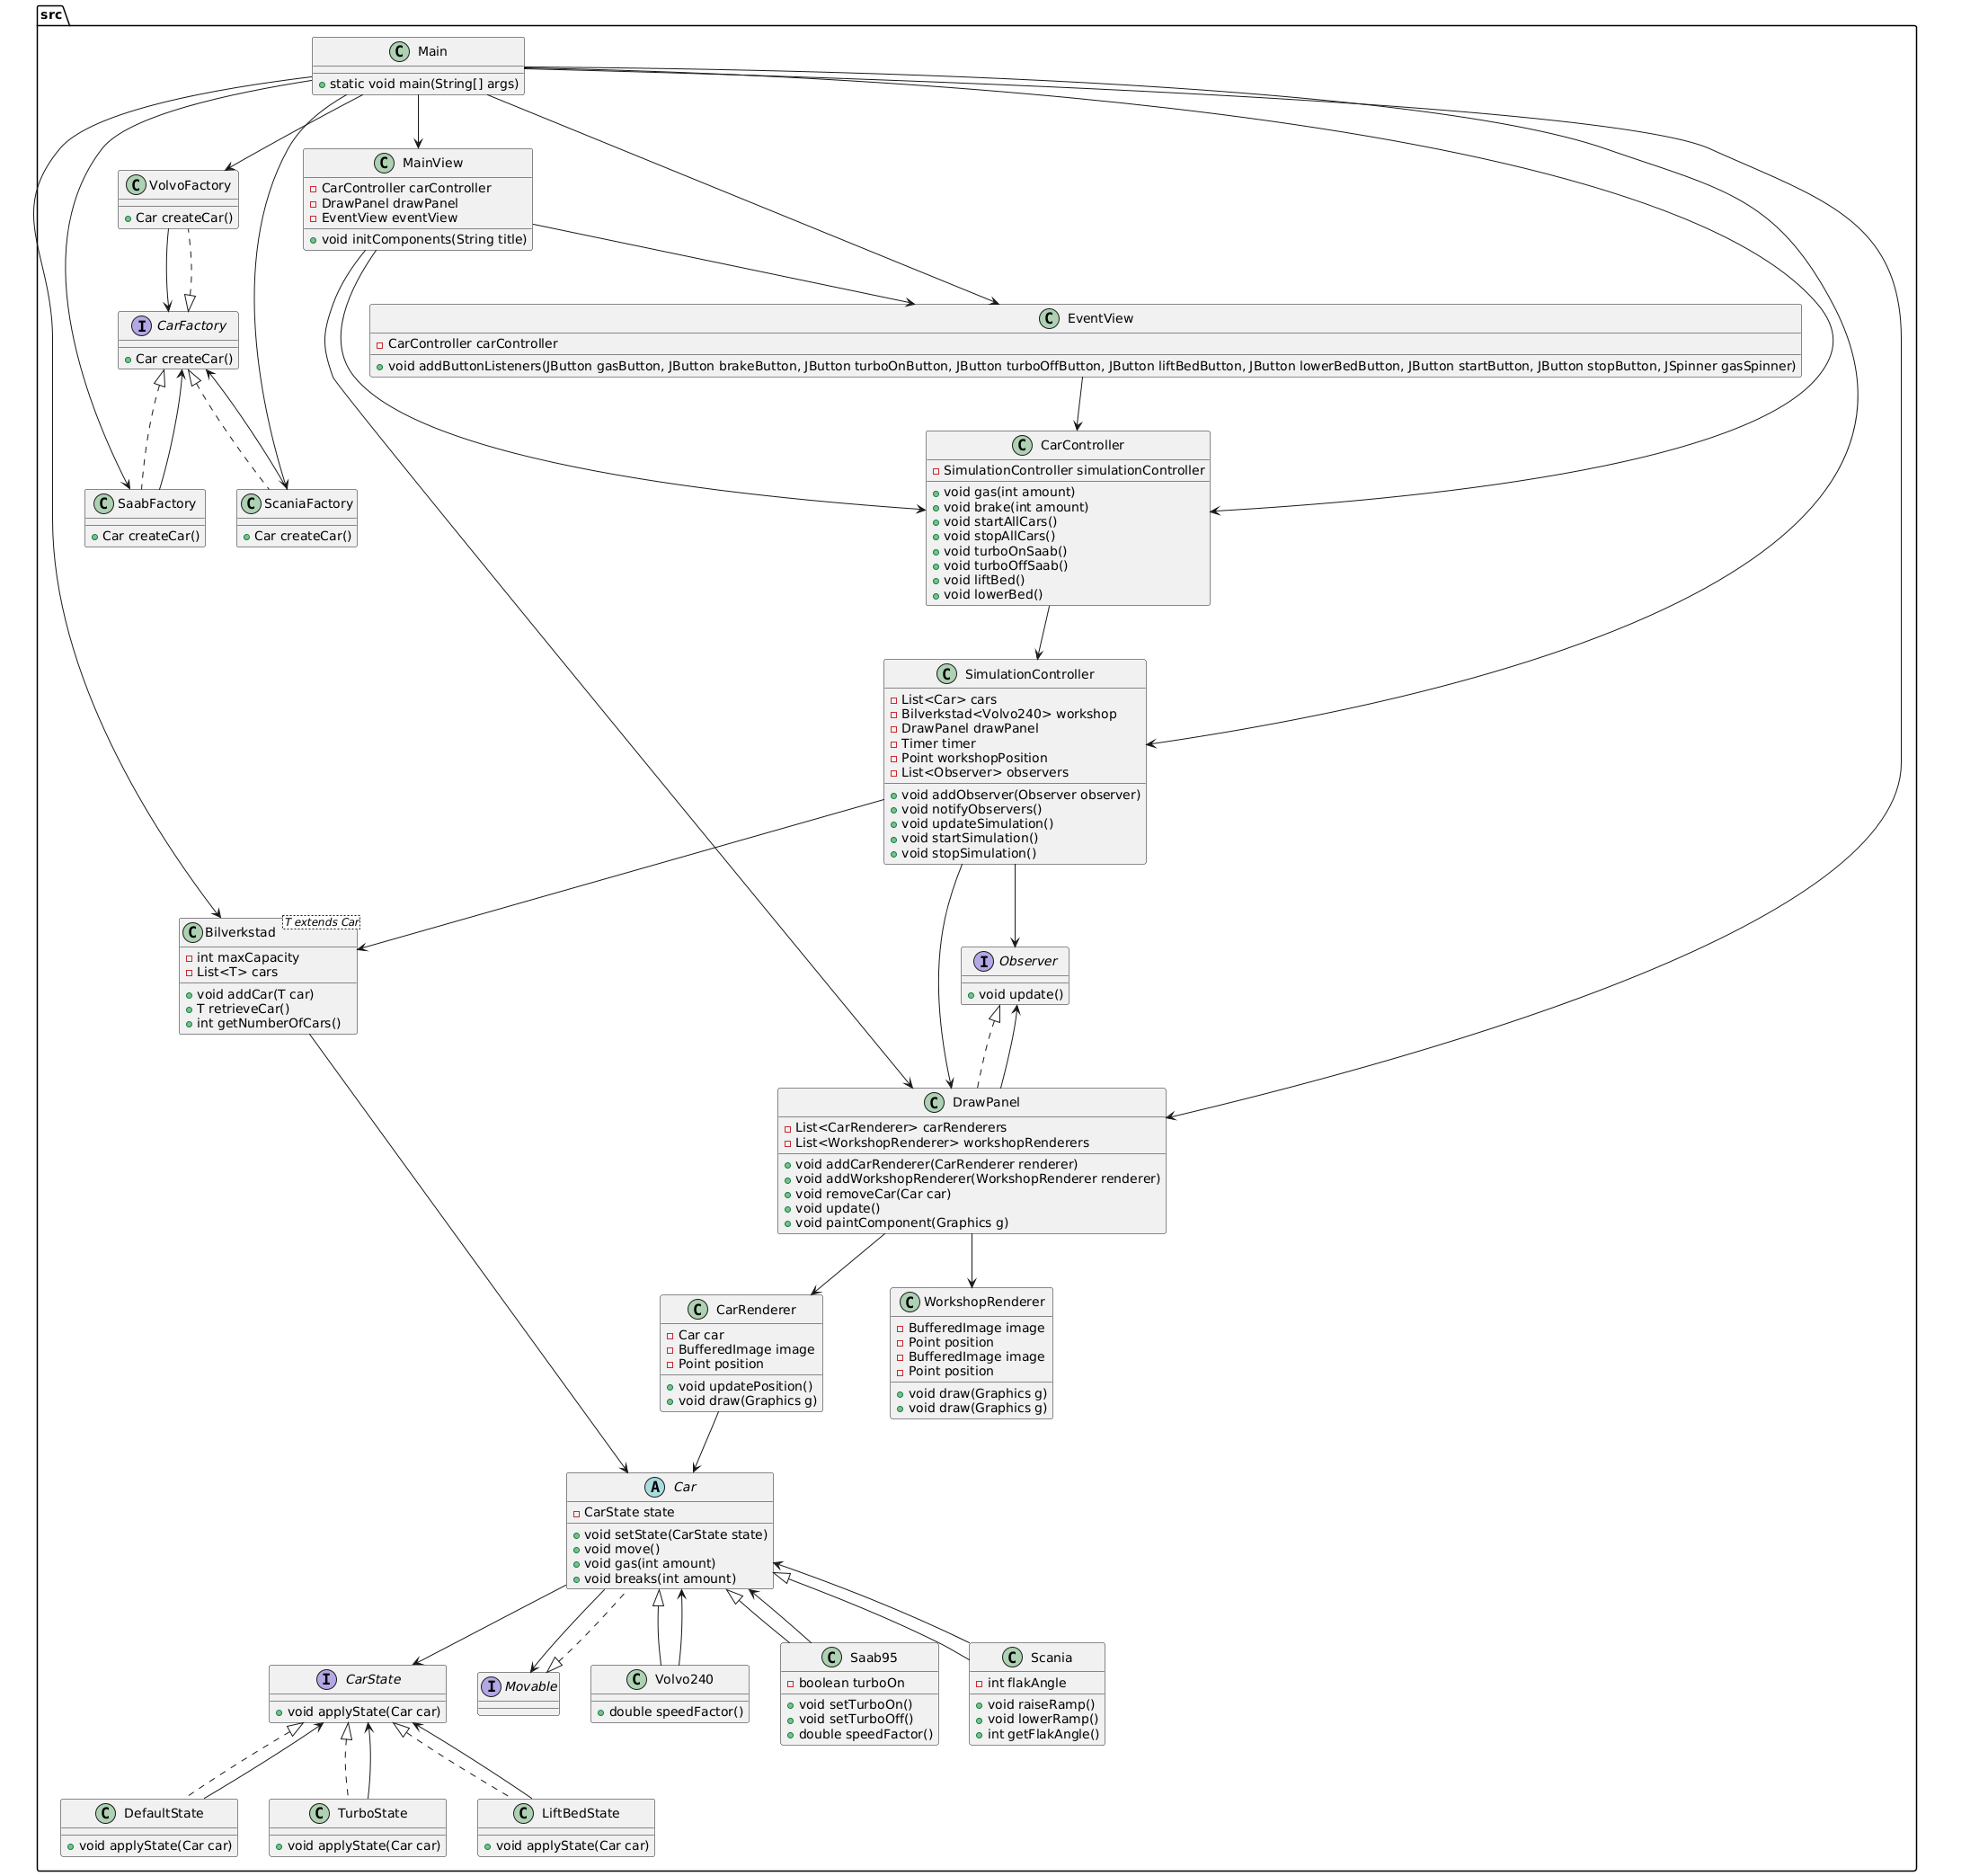 src
C Main
static void main(String[] args)
C VolvoFactory
Car createCar()
C MainView
CarController carController
DrawPanel drawPanel
EventView eventView
void initComponents(String title)
I CarFactory
Car createCar()
C EventView
CarController carController
void addButtonListeners(JButton gasButton, JButton brakeButton, JButton turboOnButton, JButton turboOffButton, JButton liftBedButton, JButton lowerBedButton, JButton startButton, JButton stopButton, JSpinner gasSpinner)
C SaabFactory
Car createCar()
C ScaniaFactory
Car createCar()
C CarController
SimulationController simulationController
void gas(int amount)
void brake(int amount)
void startAllCars()
void stopAllCars()
void turboOnSaab()
void turboOffSaab()
void liftBed()
void lowerBed()
C SimulationController
List<Car> cars
Bilverkstad<Volvo240> workshop
DrawPanel drawPanel
Timer timer
Point workshopPosition
List<Observer> observers
void addObserver(Observer observer)
void notifyObservers()
void updateSimulation()
void startSimulation()
void stopSimulation()
C Bilverkstad
T extends Car
int maxCapacity
List<T> cars
void addCar(T car)
T retrieveCar()
int getNumberOfCars()
I Observer
void update()
C DrawPanel
List<CarRenderer> carRenderers
List<WorkshopRenderer> workshopRenderers
void addCarRenderer(CarRenderer renderer)
void addWorkshopRenderer(WorkshopRenderer renderer)
void removeCar(Car car)
void update()
void paintComponent(Graphics g)
C CarRenderer
Car car
BufferedImage image
Point position
void updatePosition()
void draw(Graphics g)
C WorkshopRenderer
BufferedImage image
Point position
BufferedImage image
Point position
void draw(Graphics g)
void draw(Graphics g)
A Car
CarState state
void setState(CarState state)
void move()
void gas(int amount)
void breaks(int amount)
I CarState
void applyState(Car car)
I Movable
C Volvo240
double speedFactor()
C Saab95
boolean turboOn
void setTurboOn()
void setTurboOff()
double speedFactor()
C Scania
int flakAngle
void raiseRamp()
void lowerRamp()
int getFlakAngle()
C DefaultState
void applyState(Car car)
C TurboState
void applyState(Car car)
C LiftBedState
void applyState(Car car)